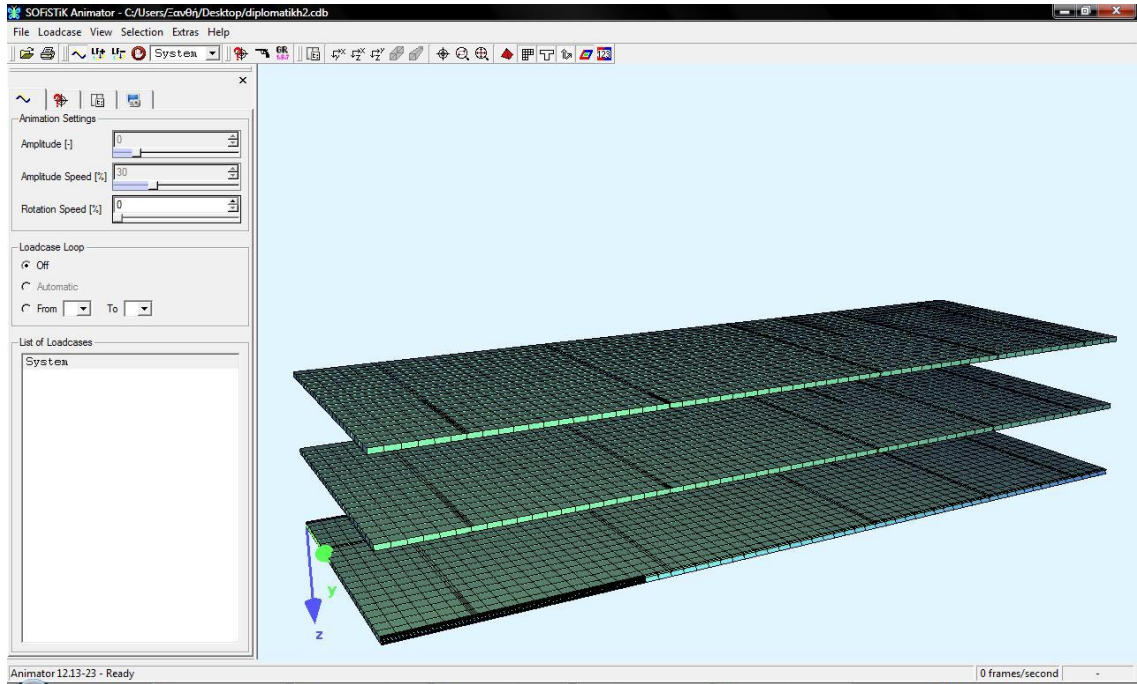 SOFiSTiK Animator - C:/Users/Ξανθή/Desktop/diplomatikh2.cdb
File Loadcase View Selection Extras Help
System
Animation Settings
Amplitude [-] 0
Amplitude Speed [%] 30
Rotation Speed [%] 0
Loadcase Loop
Off
Automatic
From To
List of Loadcases
System
y
z
Animator 12.13-23 - Ready 0 frames/second -